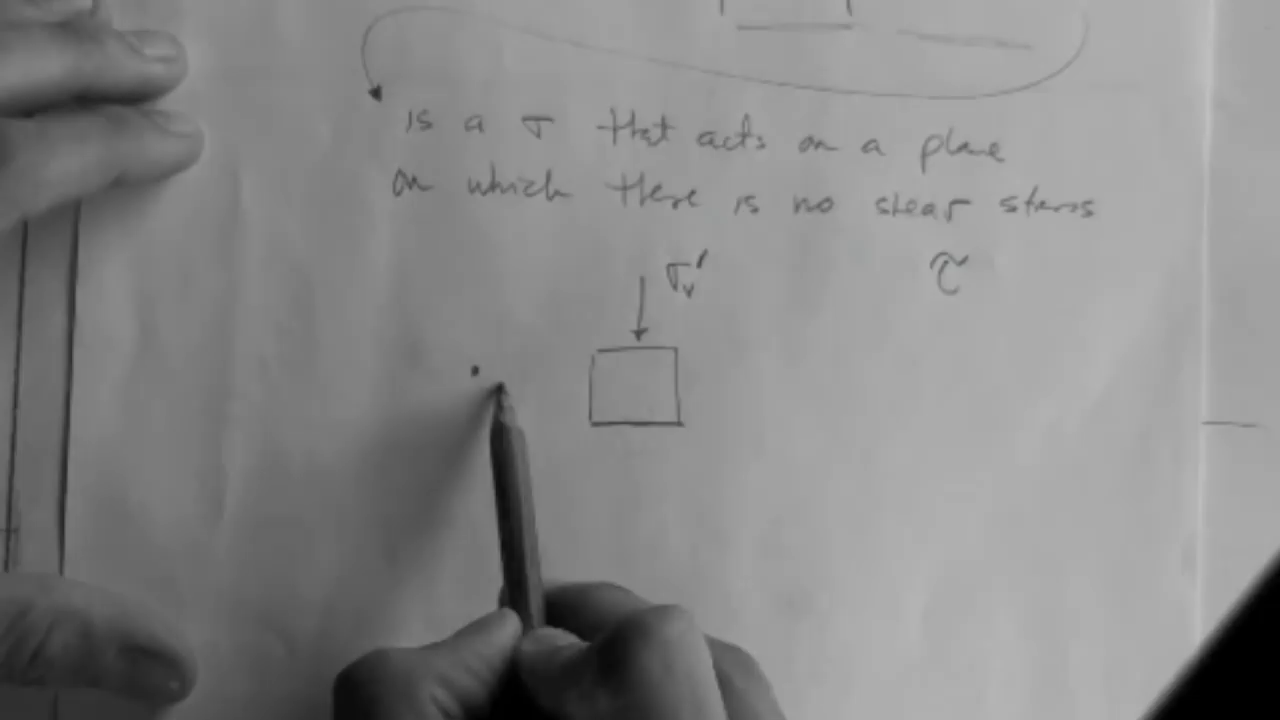 is a σ that acts on a plane
on which there is no shear stress
τ
σv'